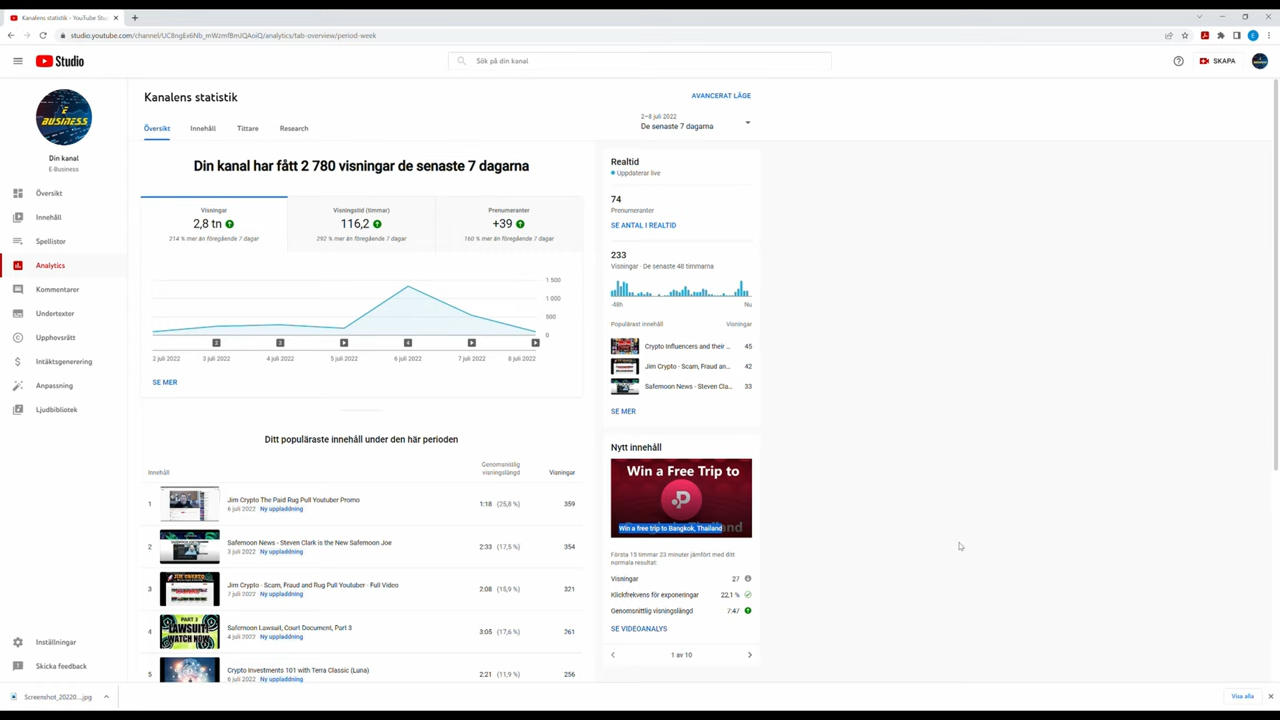 Kanalens statistik - YouTube Stu
studio.youtube.com/channel/UC8ngEx6Nb_mWzmfBmJQAoiQ/analytics/tab-overview/period-week
Studio
Sök på din kanal
SKAPA
E BUSINESS
Din kanal
E-Business
Översikt
Innehåll
Spellistor
Analytics
Kommentarer
Undertexter
Upphovsrätt
Intäktsgenerering
Anpassning
Ljudbibliotek
Inställningar
Skicka feedback
Kanalens statistik
AVANCERAT LÄGE
Översikt Innehåll Tittare Research
2–8 juli 2022
De senaste 7 dagarna
Din kanal har fått 2 780 visningar de senaste 7 dagarna
Visningar
2,8 tn
214 % mer än föregående 7 dagar
Visningstid (timmar)
116,2
292 % mer än föregående 7 dagar
Prenumeranter
+39
160 % mer än föregående 7 dagar
1 500
1 000
500
0
2 juli 2022 3 juli 2022 4 juli 2022 5 juli 2022 6 juli 2022 7 juli 2022 8 juli 2022
SE MER
Ditt populäraste innehåll under den här perioden
Innehåll
Genomsnittlig
visningslängd
Visningar
1 Jim Crypto The Paid Rug Pull Youtuber Promo 1:18 (25,8 %) 359
6 juli 2022 Ny uppladdning
2 Safemoon News - Steven Clark is the New Safemoon Joe 2:33 (17,5 %) 354
3 juli 2022 Ny uppladdning
3 Jim Crypto - Scam, Fraud and Rug Pull Youtuber - Full Video 2:08 (15,9 %) 321
7 juli 2022 Ny uppladdning
4 Safemoon Lawsuit, Court Document, Part 3 3:05 (17,6 %) 261
4 juli 2022 Ny uppladdning
PART 3
LAWSUIT!
WATCH NOW
5 Crypto Investments 101 with Terra Classic (Luna) 2:21 (11,9 %) 256
6 juli 2022 Ny uppladdning
Realtid
Uppdaterar live
74
Prenumeranter
SE ANTAL I REALTID
233
Visningar · De senaste 48 timmarna
-48h Nu
Populärast innehåll Visningar
Crypto Influencers and their ... 45
Jim Crypto - Scam, Fraud an... 42
Safemoon News - Steven Cla... 33
SE MER
Nytt innehåll
Win a Free Trip to
Win a free trip to Bangkok, Thailand
Första 15 timmar 23 minuter jämfört med ditt
normala resultat:
Visningar 27
Klickfrekvens för exponeringar 22,1 %
Genomsnittlig visningslängd 7:47
SE VIDEOANALYS
1 av 10
Screenshot_20220....jpg
Visa alla